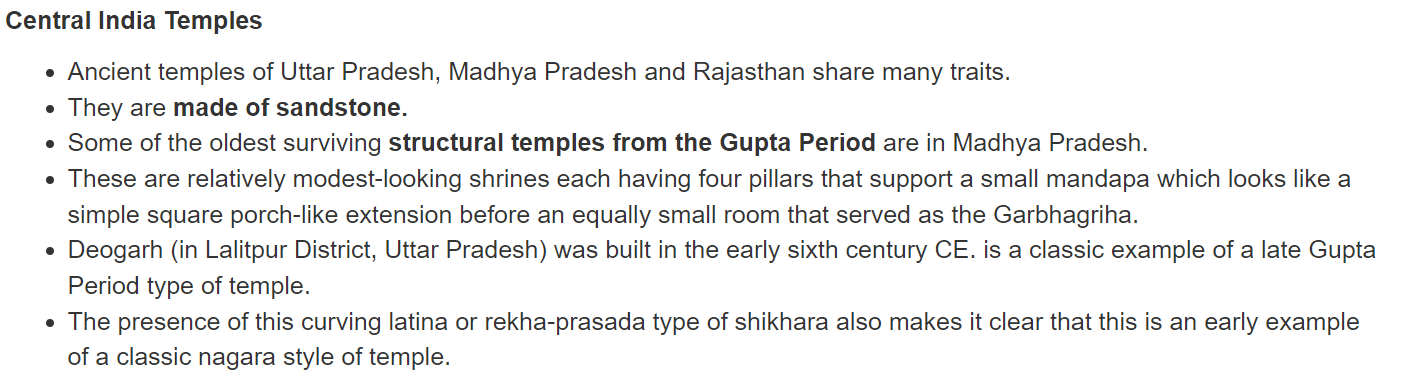 Central India Temples
• Ancient temples of Uttar Pradesh, Madhya Pradesh and Rajasthan share many traits.
• They are made of sandstone.
• Some of the oldest surviving structural temples from the Gupta Period are in Madhya Pradesh.
• These are relatively modest-looking shrines each having four pillars that support a small mandapa which looks like a
simple square porch-like extension before an equally small room that served as the Garbhagriha.
• Deogarh (in Lalitpur District, Uttar Pradesh) was built in the early sixth century CE. is a classic example of a late Gupta
Period type of temple.
• The presence of this curving latina or rekha-prasada type of shikhara also makes it clear that this is an early example
of a classic nagara style of temple.